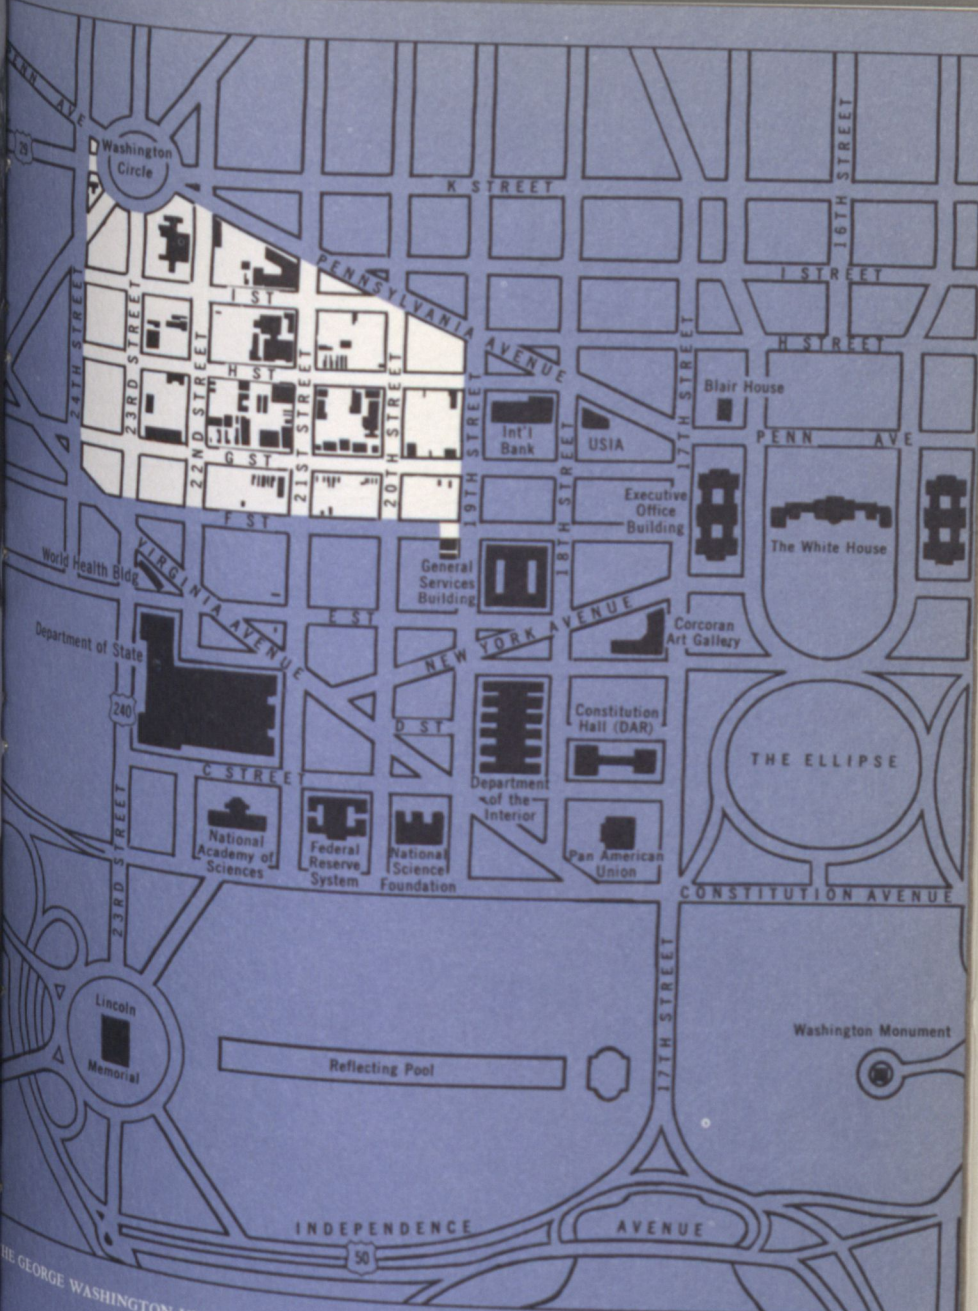 PENN AVE
29
Washington
Circle
K STREET
16TH STREET
PENNSYLVANIA AVENUE
I STREET
I ST
H STREET
24TH STREET
23RD STREET
22ND STREET
21ST STREET
20TH STREET
19TH STREET
18TH STREET
17TH STREET
H ST
Blair House
Int'l
Bank
USIA
PENN AVE
G ST
Executive
Office
Building
The White House
F ST
World Health Bldg
VIRGINIA AVENUE
General
Services
Building
E ST
NEW YORK AVENUE
Corcoran
Art Gallery
Department of State
240
D ST
Constitution
Hall (DAR)
THE ELLIPSE
C STREET
Department
of the
Interior
23RD STREET
National
Academy of
Sciences
Federal
Reserve
System
National
Science
Foundation
Pan American
Union
CONSTITUTION AVENUE
17TH STREET
Lincoln
Memorial
Reflecting Pool
Washington Monument
INDEPENDENCE AVENUE
50
HE GEORGE WASHINGTON